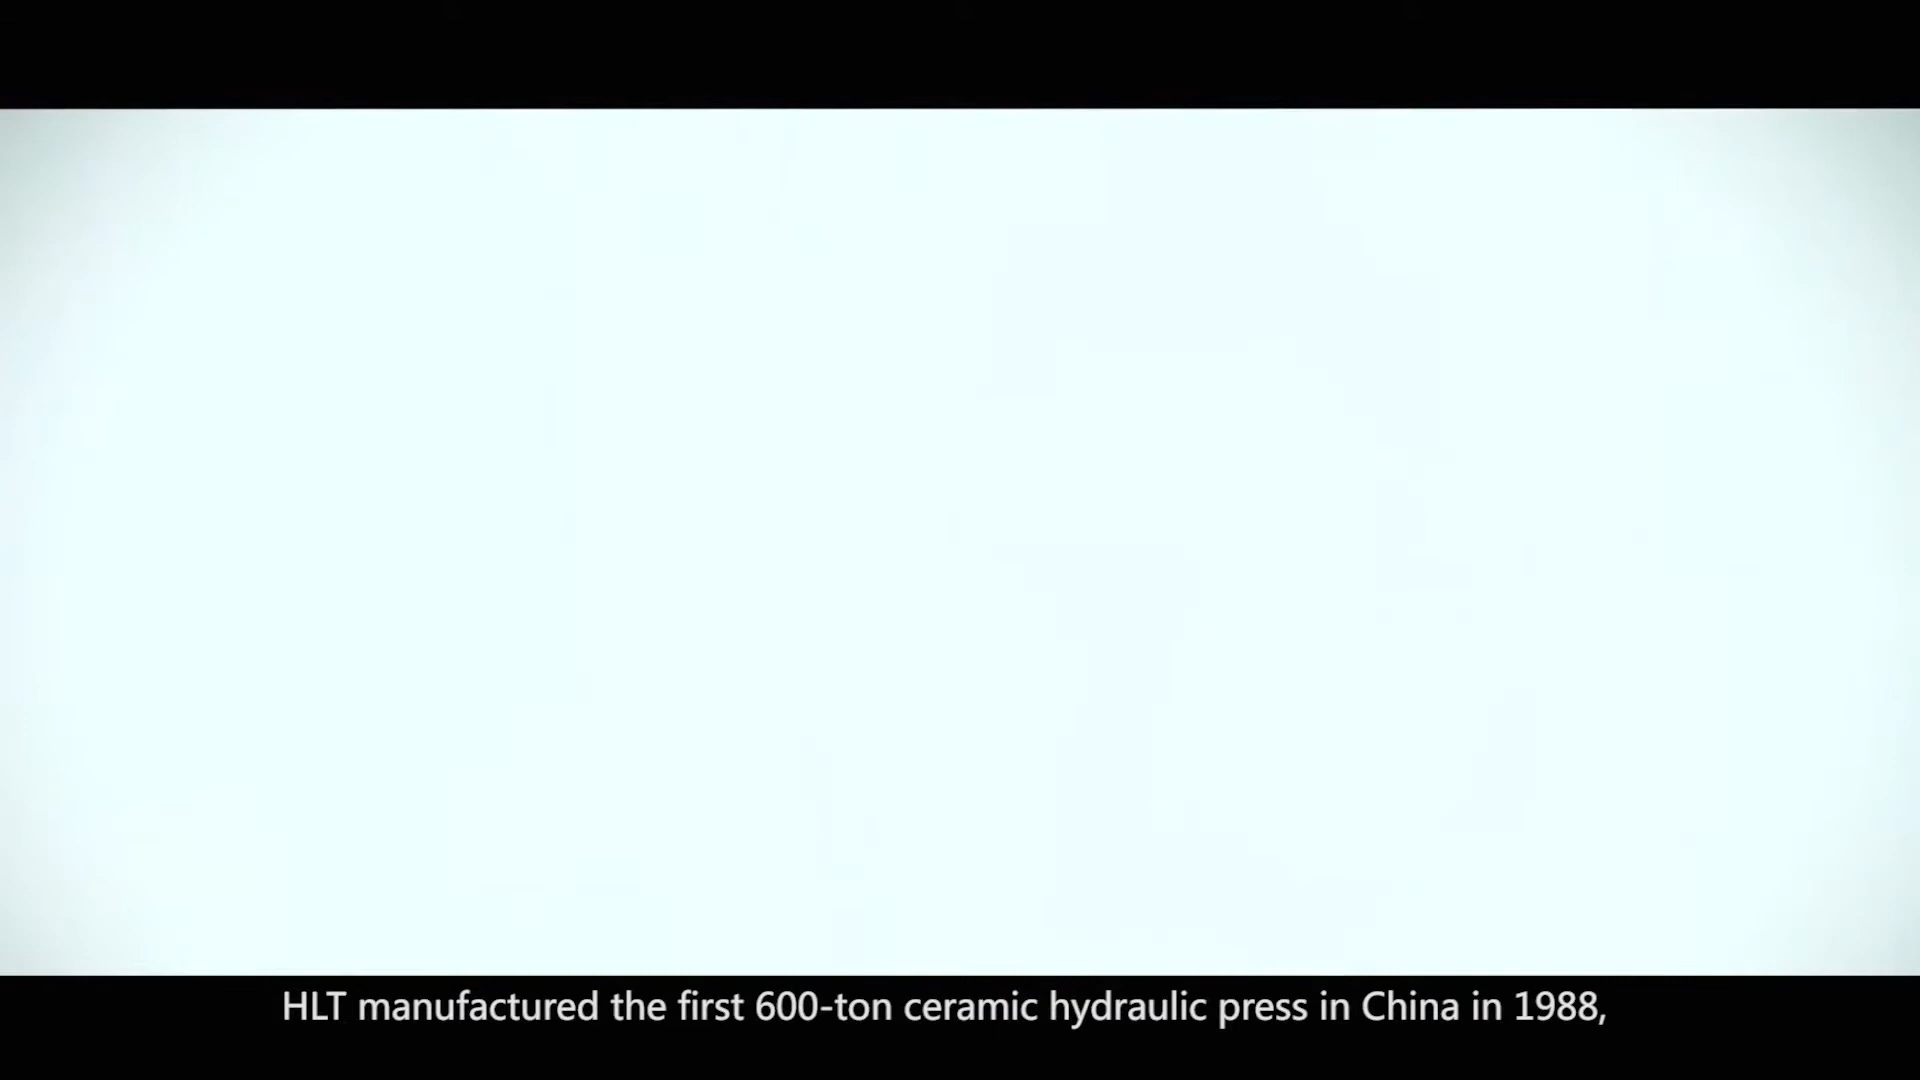 HLT manufactured the first 600-ton ceramic hydraulic press in China in 1988,